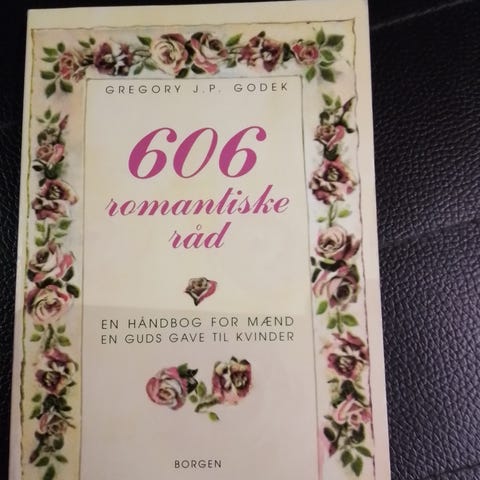 GREGORY J.P. GODEK
606
romantiske
råd
EN HÅNDBOG FOR MÆND
EN GUDS GAVE TIL KVINDER
BORGEN